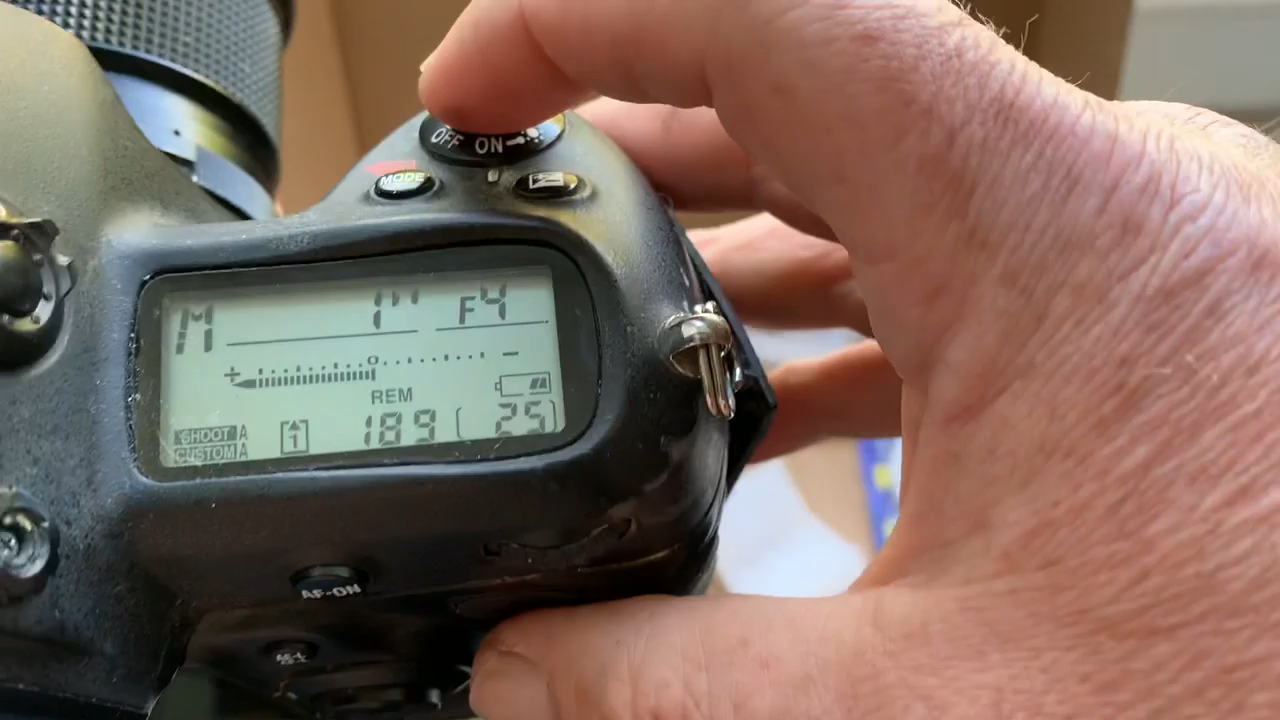 OFF ON
MODE
M 1" F4
+ 0 -
REM
SHOOT A 1 189 [25]
CUSTOM A
AF-ON